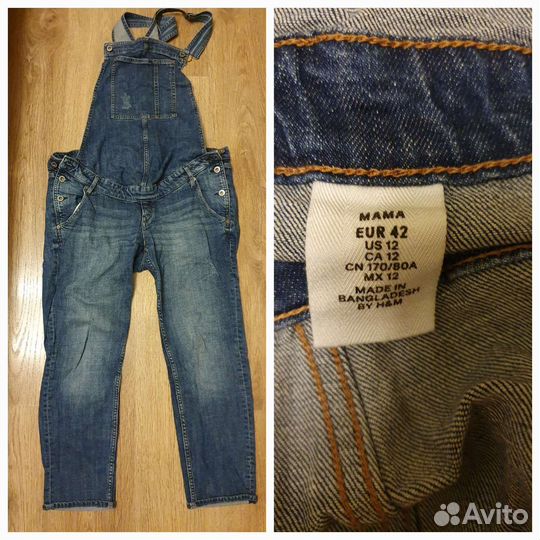 MAMA
EUR 42
US 12
CA 12
CN 170/80A
MX 12
MADE IN
BANGLADESH
BY H&M
Avito